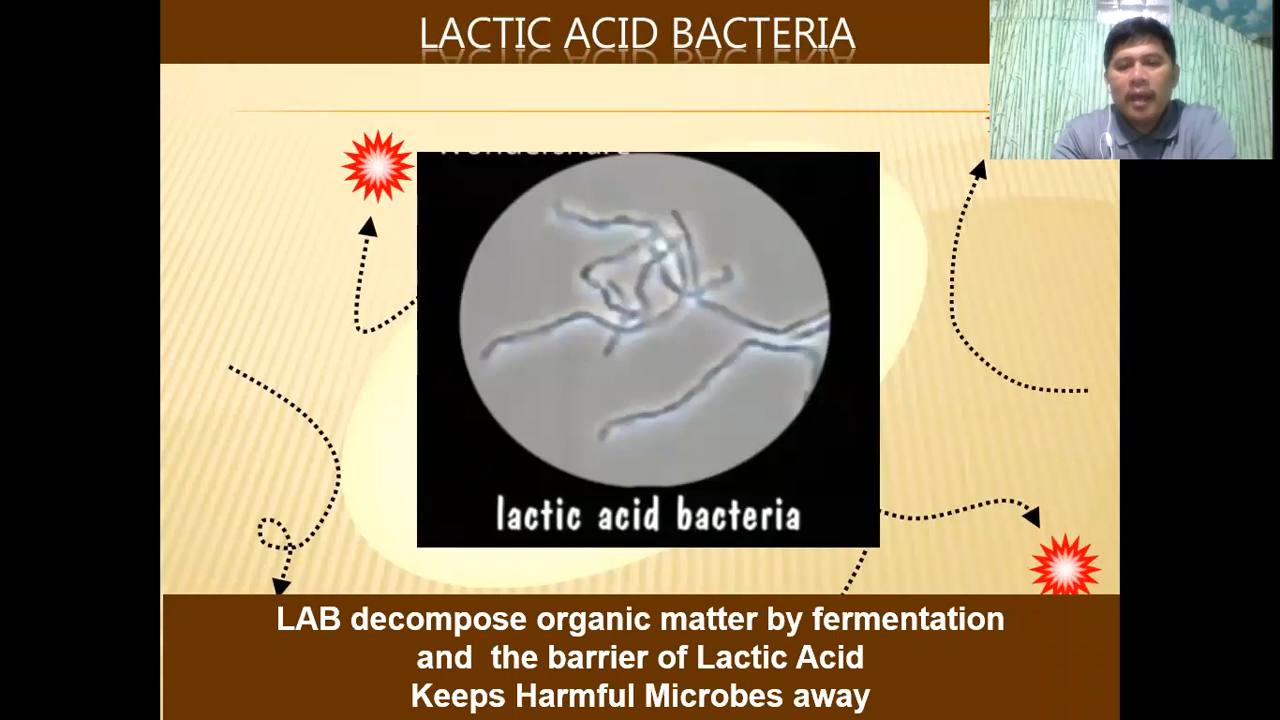 LACTIC ACID BACTERIA
lactic acid bacteria
LAB decompose organic matter by fermentation
and the barrier of Lactic Acid
Keeps Harmful Microbes away